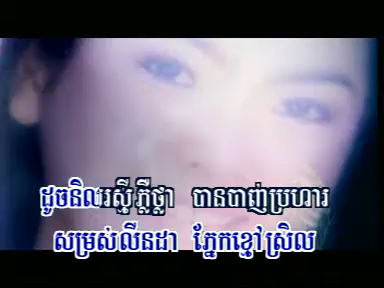 ដូចនិលរស្មីភ្លឺថ្លា បានបាញ់ប្រហារ
សម្រស់លីនដា ភ្នែកខ្មៅស្រិល